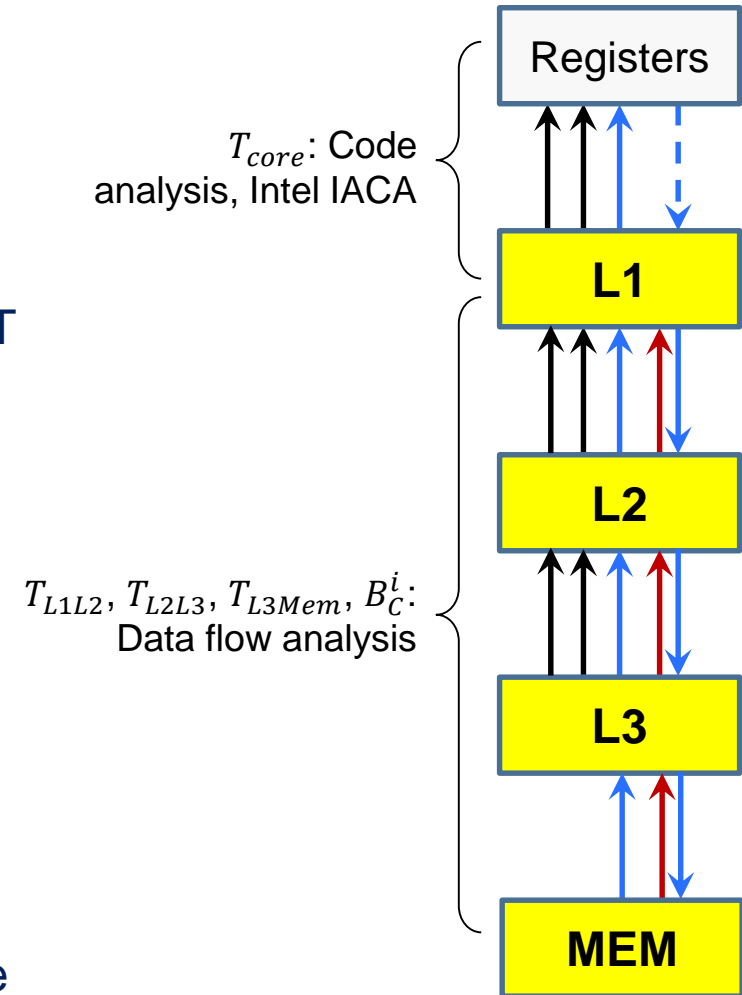 Registers
T_core: Code
analysis, Intel IACA
L1
T
L2
T_L1L2, T_L2L3, T_L3Mem, B_C^i:
Data flow analysis
L3
MEM
e